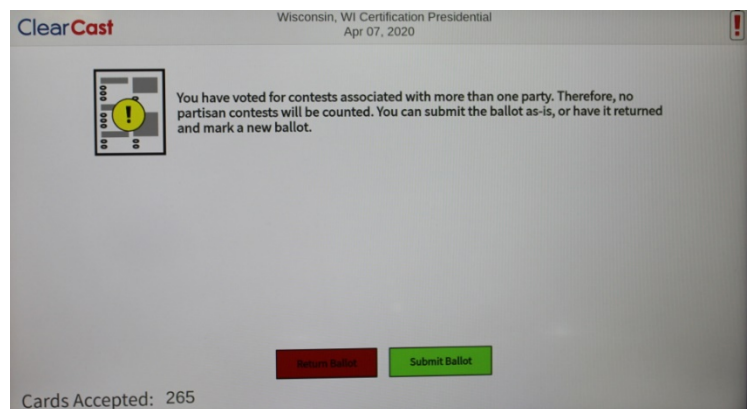 ClearCast
Wisconsin, WI Certification Presidential
Apr 07, 2020
!
!
You have voted for contests associated with more than one party. Therefore, no
partisan contests will be counted. You can submit the ballot as-is, or have it returned
and mark a new ballot.
Return Ballot
Submit Ballot
Cards Accepted: 265